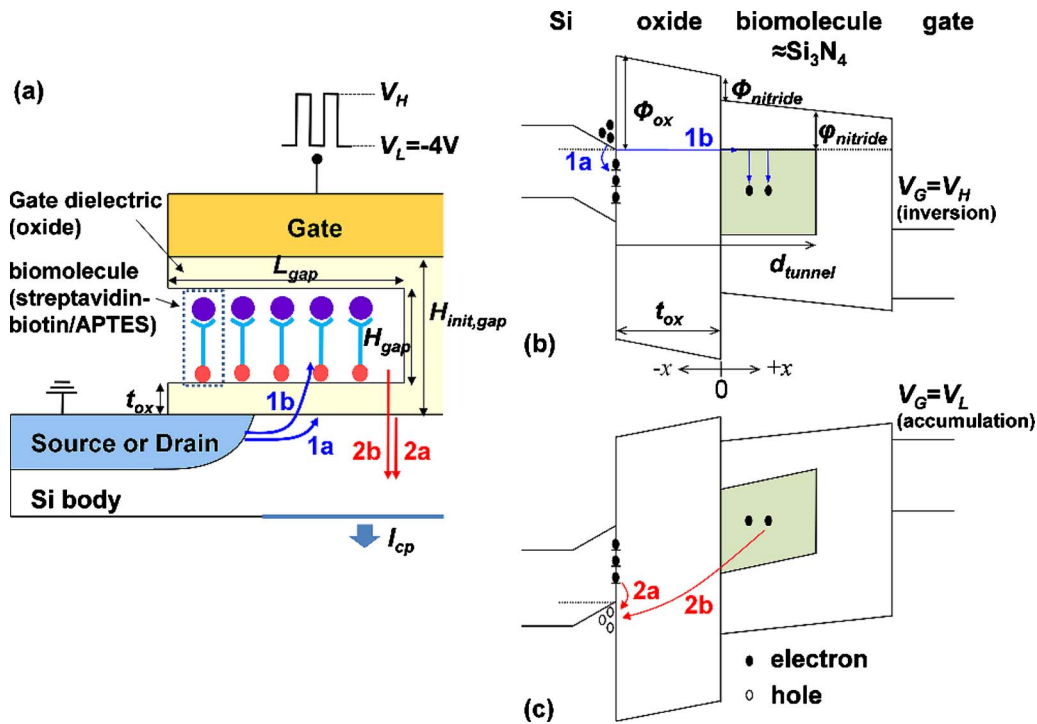 (a)
V_H
V_L=-4V
Gate dielectric
(oxide)
Gate
biomolecule
(streptavidin-
biotin/APTES)
L_gap
H_init,gap
H_gap
t_ox
1b
1a
2b
2a
Source or Drain
Si body
I_cp
Si
oxide
biomolecule
≈Si₃N₄
gate
Φ_nitride
Φ_ox
φ_nitride
1b
1a
V_G=V_H
(inversion)
d_tunnel
t_ox
(b)
-x
+x
0
V_G=V_L
(accumulation)
2a
2b
electron
hole
(c)